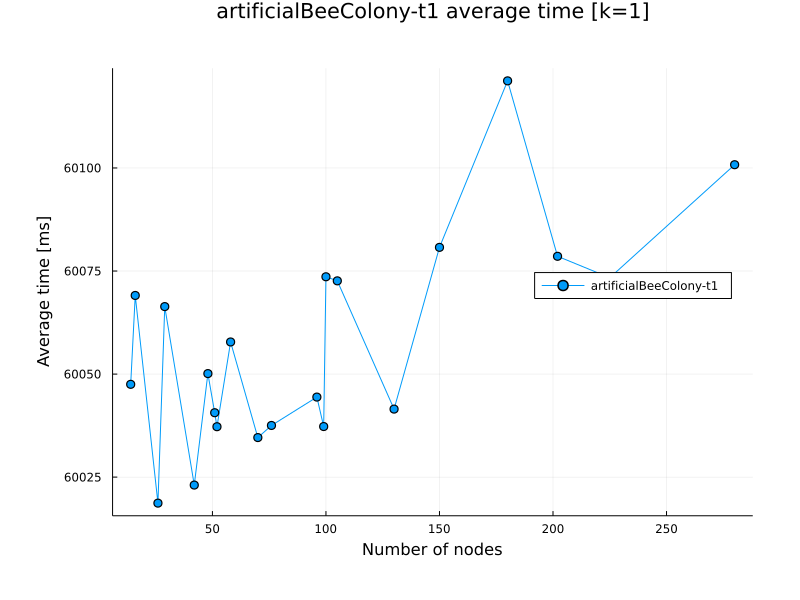 artificialBeeColony-t1 average time [k=1]
Average time [ms]
60100
60075
60050
60025
artificialBeeColony-t1
50 100 150 200 250
Number of nodes